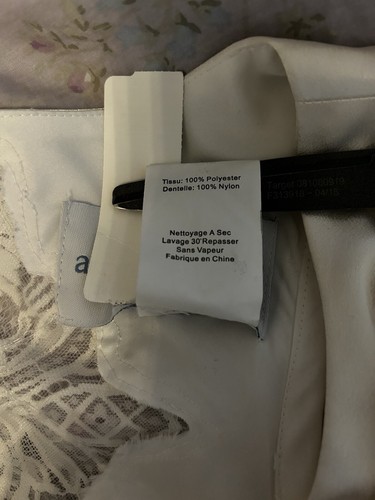 Tissu: 100% Polyester
Dentelle: 100% Nylon
Nettoyage A Sec
Lavage 30 Repasser
Sans Vapeur
Fabrique en Chine
a